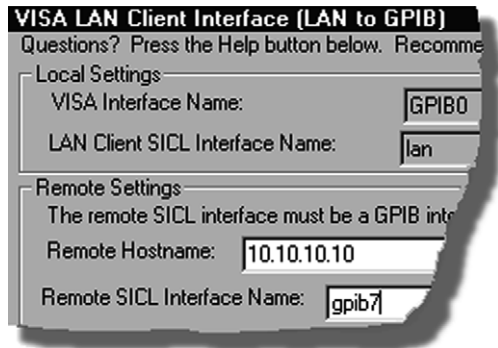 VISA LAN Client Interface (LAN to GPIB)
Questions? Press the Help button below.
Local Settings
VISA Interface Name: GPIB0
LAN Client SICL Interface Name: lan
Remote Settings
The remote SICL interface must be a GPIB
Remote Hostname: 10.10.10.10
Remote SICL Interface Name: gpib7